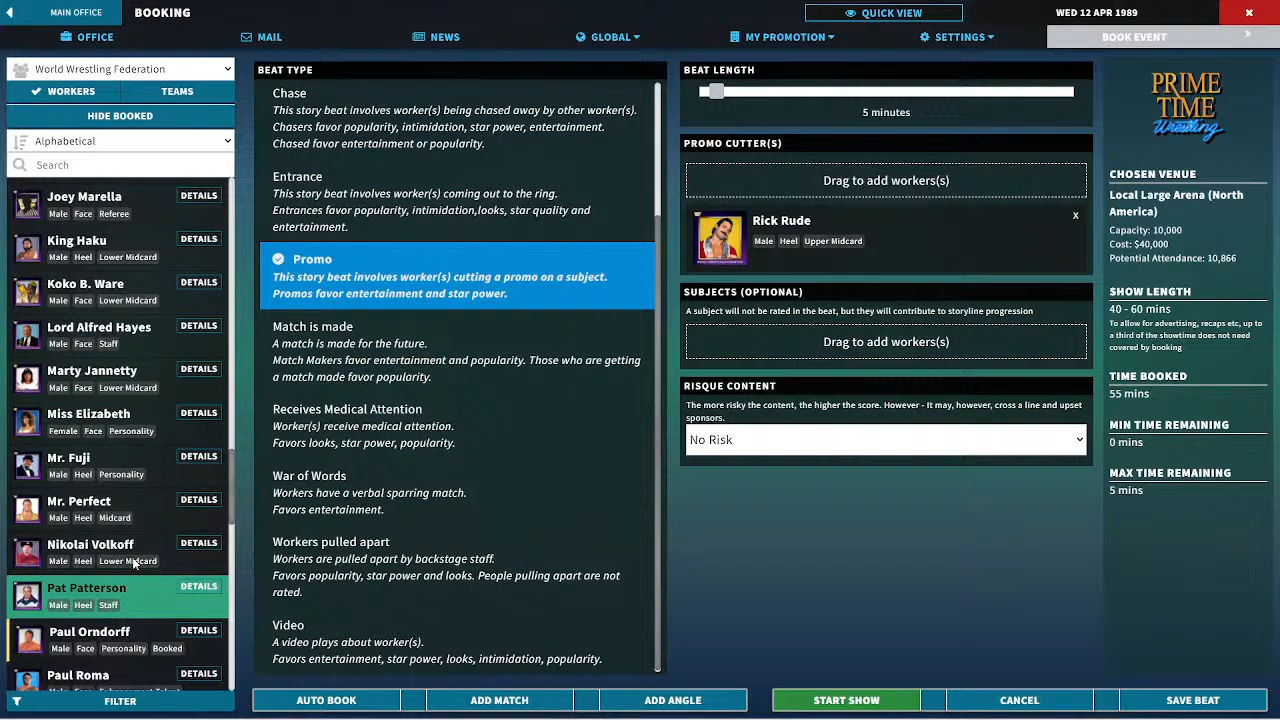 MAIN OFFICE
BOOKING
QUICK VIEW
WED 12 APR 1989
OFFICE
MAIL
NEWS
GLOBAL
MY PROMOTION
SETTINGS
BOOK EVENT
World Wrestling Federation
WORKERS
TEAMS
HIDE BOOKED
Alphabetical
Search
Joey Marella
DETAILS
Male Face Referee
King Haku
DETAILS
Male Heel Lower Midcard
Koko B. Ware
DETAILS
Male Face Lower Midcard
Lord Alfred Hayes
DETAILS
Male Face Staff
Marty Jannetty
DETAILS
Male Face Lower Midcard
Miss Elizabeth
DETAILS
Female Face Personality
Mr. Fuji
DETAILS
Male Heel Personality
Mr. Perfect
DETAILS
Male Heel Midcard
Nikolai Volkoff
DETAILS
Male Heel Lower Midcard
Pat Patterson
DETAILS
Male Heel Staff
Paul Orndorff
DETAILS
Male Face Personality Booked
Paul Roma
DETAILS
FILTER
BEAT TYPE
Chase
This story beat involves worker(s) being chased away by other worker(s).
Chasers favor popularity, intimidation, star power, entertainment.
Chased favor entertainment or popularity.
Entrance
This story beat involves worker(s) coming out to the ring.
Entrances favor popularity, intimidation,looks, star quality and
entertainment.
Promo
This story beat involves worker(s) cutting a promo on a subject.
Promos favor entertainment and star power.
Match is made
A match is made for the future.
Match Makers favor entertainment and popularity. Those who are getting
a match made favor popularity.
Receives Medical Attention
Worker(s) receive medical attention.
Favors looks, star power, popularity.
War of Words
Workers have a verbal sparring match.
Favors entertainment.
Workers pulled apart
Workers are pulled apart by backstage staff.
Favors popularity, star power and looks. People pulling apart are not
rated.
Video
A video plays about worker(s).
Favors entertainment, star power, looks, intimidation, popularity.
BEAT LENGTH
5 minutes
PROMO CUTTER(S)
Drag to add workers(s)
Rick Rude
x
Male Heel Upper Midcard
SUBJECTS (OPTIONAL)
A subject will not be rated in the beat, but they will contribute to storyline progression
Drag to add workers(s)
RISQUE CONTENT
The more risky the content, the higher the score. However - It may, however, cross a line and upset
sponsors.
No Risk
PRIME
TIME
Wrestling
CHOSEN VENUE
Local Large Arena (North
America)
Capacity: 10,000
Cost: $40,000
Potential Attendance: 10,866
SHOW LENGTH
40 - 60 mins
To allow for advertising, recaps etc, up to
a third of the showtime does not need
covered by booking
TIME BOOKED
55 mins
MIN TIME REMAINING
0 mins
MAX TIME REMAINING
5 mins
AUTO BOOK
ADD MATCH
ADD ANGLE
START SHOW
CANCEL
SAVE BEAT